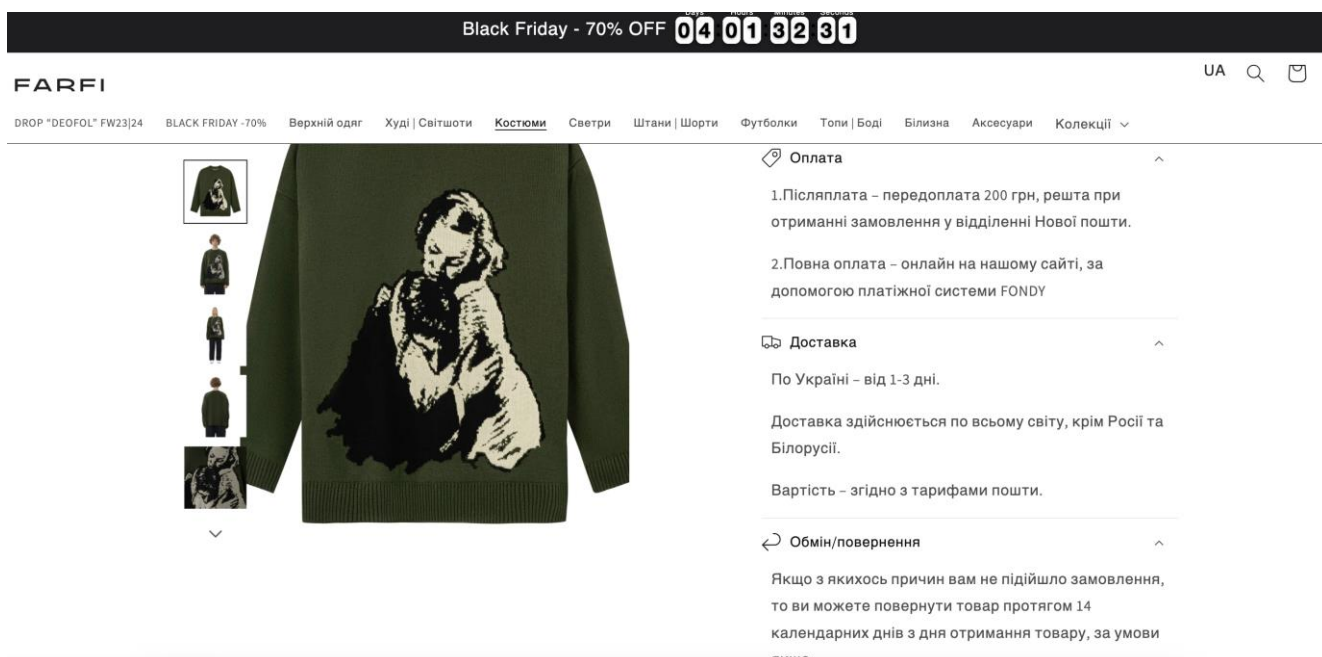 Days Hours Minutes Seconds
Black Friday - 70% OFF 04 01 32 31
FARFI
UA
DROP "DEOFOL" FW23|24 BLACK FRIDAY -70% Верхній одяг Худі | Світшоти Костюми Светри Штани | Шорти Футболки Топи | Боді Білизна Аксесуари Колекції
Оплата
1.Післяплата – передоплата 200 грн, решта при
отриманні замовлення у відділенні Нової пошти.
2.Повна оплата – онлайн на нашому сайті, за
допомогою платіжної системи FONDY
Доставка
По Україні – від 1-3 дні.
Доставка здійснюється по всьому світу, крім Росії та
Білорусії.
Вартість – згідно з тарифами пошти.
Обмін/повернення
Якщо з якихось причин вам не підійшло замовлення,
то ви можете повернути товар протягом 14
календарних днів з дня отримання товару, за умови